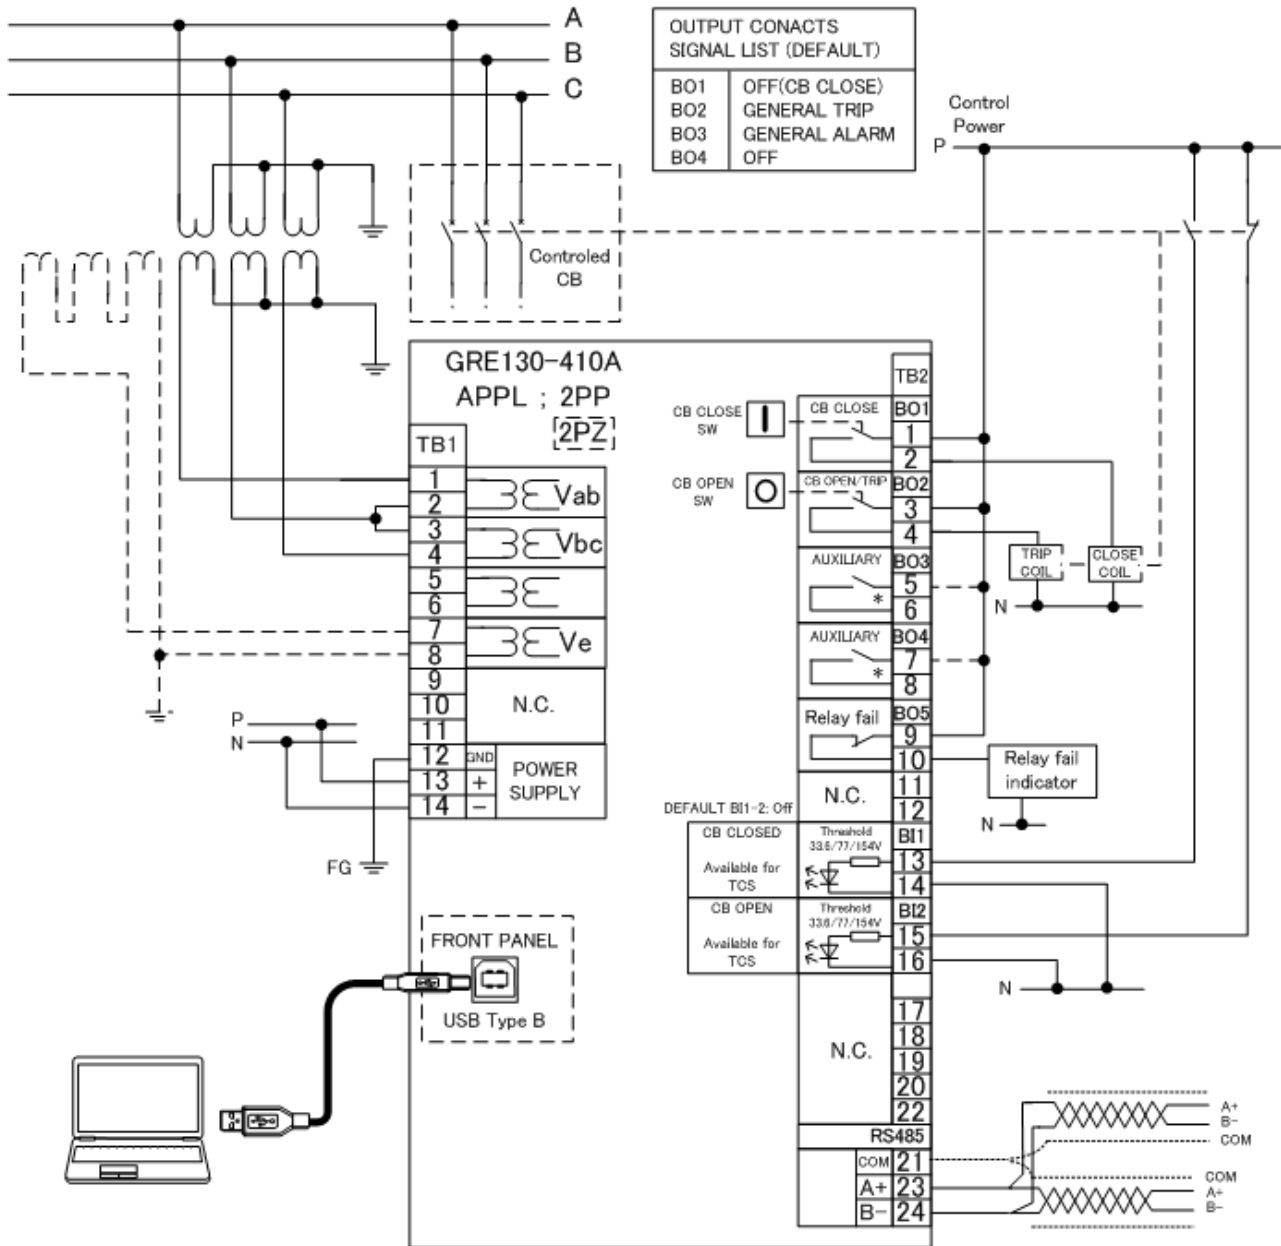 A
B
C
OUTPUT CONACTS
SIGNAL LIST (DEFAULT)
BO1 OFF(CB CLOSE)
BO2 GENERAL TRIP
BO3 GENERAL ALARM
BO4 OFF
Control
Power
P
Controled
CB
GRE130-410A
APPL ; 2PP
[2PZ]
TB1
1
2
3
4
5
6
7
8
9
10
11
12
13
14
Vab
Vbc
Ve
N.C.
GND
+
-
POWER
SUPPLY
P
N
FG
FRONT PANEL
USB Type B
TB2
CB CLOSE
SW
CB CLOSE
BO1
1
2
CB OPEN
SW
CB OPEN/TRIP
BO2
3
4
AUXILIARY
BO3
5
*
6
AUXILIARY
BO4
7
*
8
Relay fail
BO5
9
10
TRIP
COIL
CLOSE
COIL
N
Relay fail
indicator
N
N.C.
11
12
DEFAULT BI1-2: Off
CB CLOSED
Available for
TCS
Threshold
33.6/77/154V
BI1
13
14
CB OPEN
Available for
TCS
Threshold
33.6/77/154V
BI2
15
16
N
N.C.
17
18
19
20
22
RS485
COM 21
A+ 23
B- 24
A+
B-
COM
COM
A+
B-